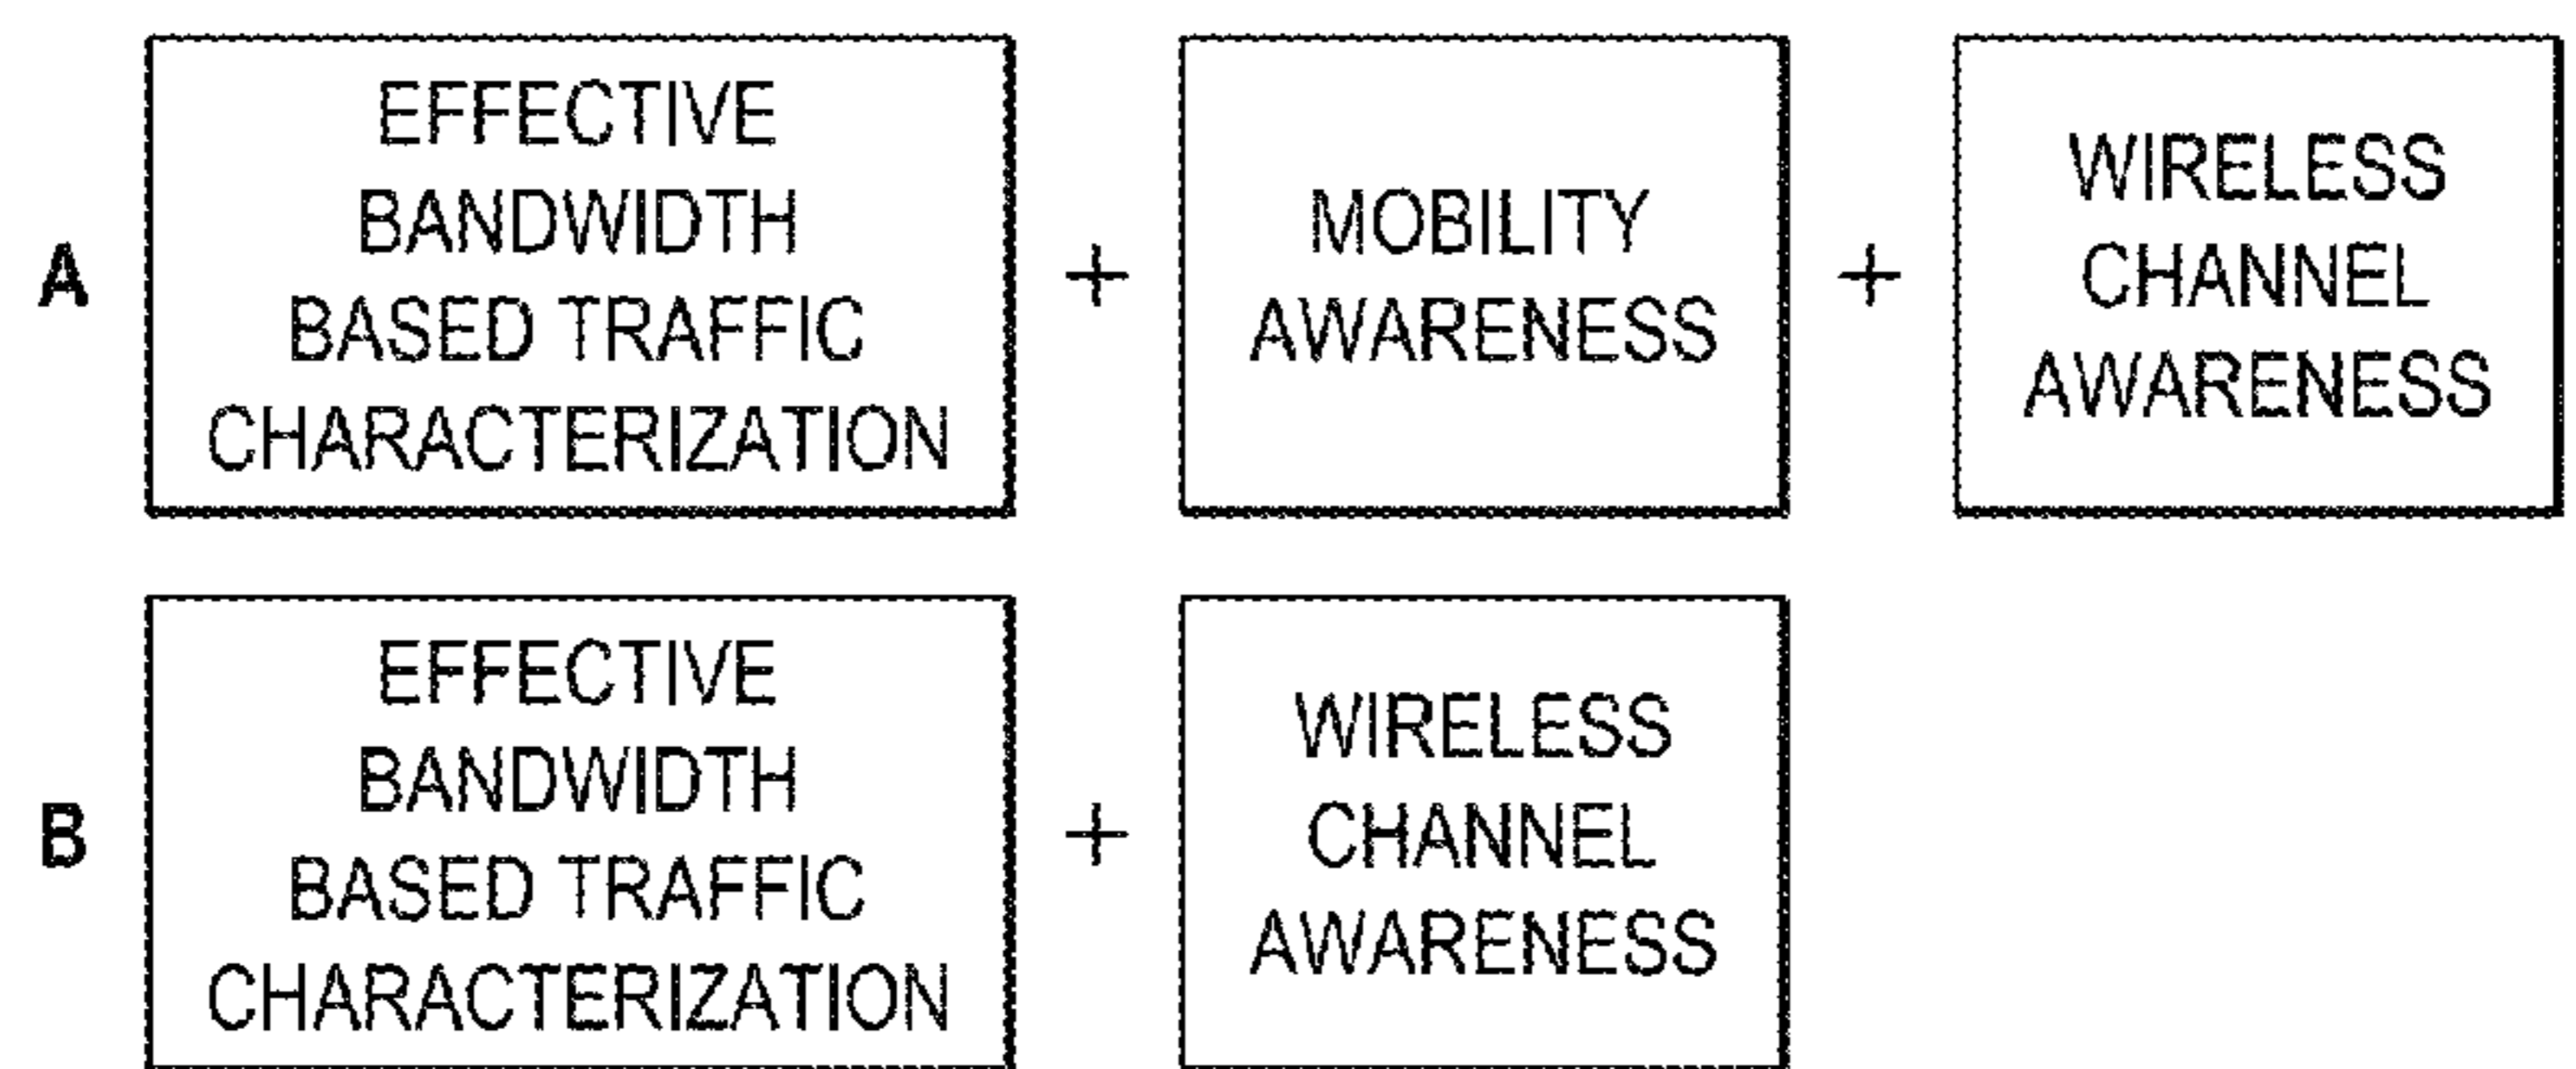 A
EFFECTIVE
BANDWIDTH
BASED TRAFFIC
CHARACTERIZATION
+
MOBILITY
AWARENESS
+
WIRELESS
CHANNEL
AWARENESS
B
EFFECTIVE
BANDWIDTH
BASED TRAFFIC
CHARACTERIZATION
+
WIRELESS
CHANNEL
AWARENESS